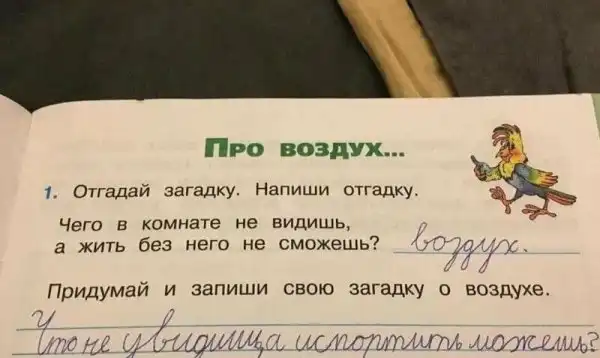 Про воздух...
1. Отгадай загадку. Напиши отгадку.
Чего в комнате не видишь,
а жить без него не сможешь? воздух.
Придумай и запиши свою загадку о воздухе.
Что не увидишь, а испортить можешь?